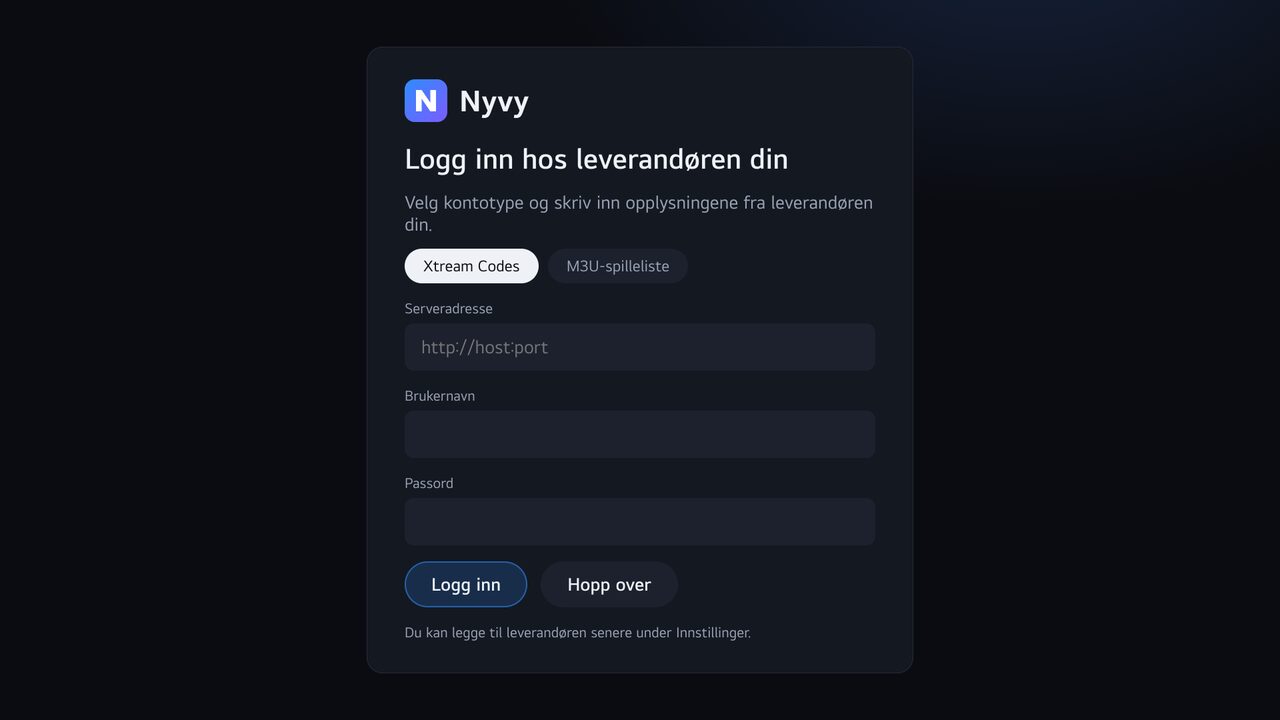 N Nyvy
Logg inn hos leverandøren din
Velg kontotype og skriv inn opplysningene fra leverandøren
din.
Xtream Codes M3U-spilleliste
Serveradresse
http://host:port
Brukernavn
Passord
Logg inn Hopp over
Du kan legge til leverandøren senere under Innstillinger.